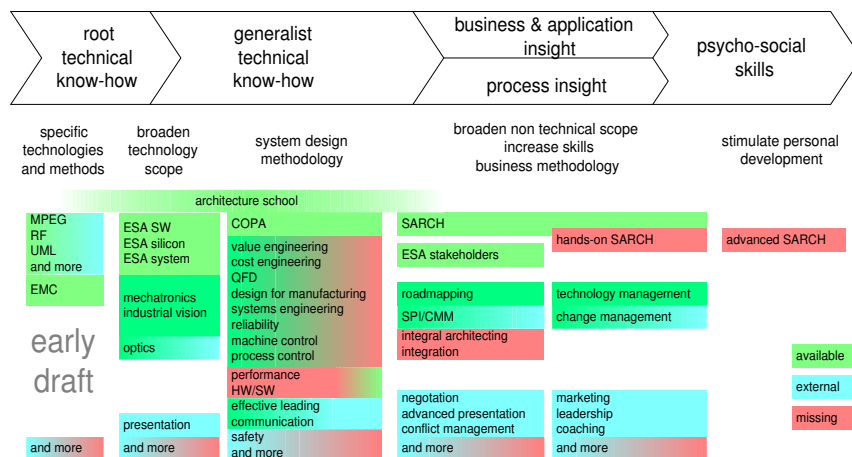 root
technical
know-how
generalist
technical
know-how
business & application
insight
process insight
psycho-social
skills
specific
technologies
and methods
broaden
technology
scope
system design
methodology
broaden non technical scope
increase skills
business methodology
stimulate personal
development
architecture school
MPEG
RF
UML
and more
EMC
early
draft
and more
ESA SW
ESA silicon
ESA system
mechatronics
industrial vision
optics
presentation
and more
COPA
value engineering
cost engineering
QFD
design for manufacturing
systems engineering
reliability
machine control
process control
performance
HW/SW
effective leading
communication
safety
and more
SARCH
ESA stakeholders
roadmapping
SPI/CMM
integral architecting
integration
negotation
advanced presentation
conflict management
and more
hands-on SARCH
technology management
change management
marketing
leadership
coaching
and more
advanced SARCH
available
external
missing